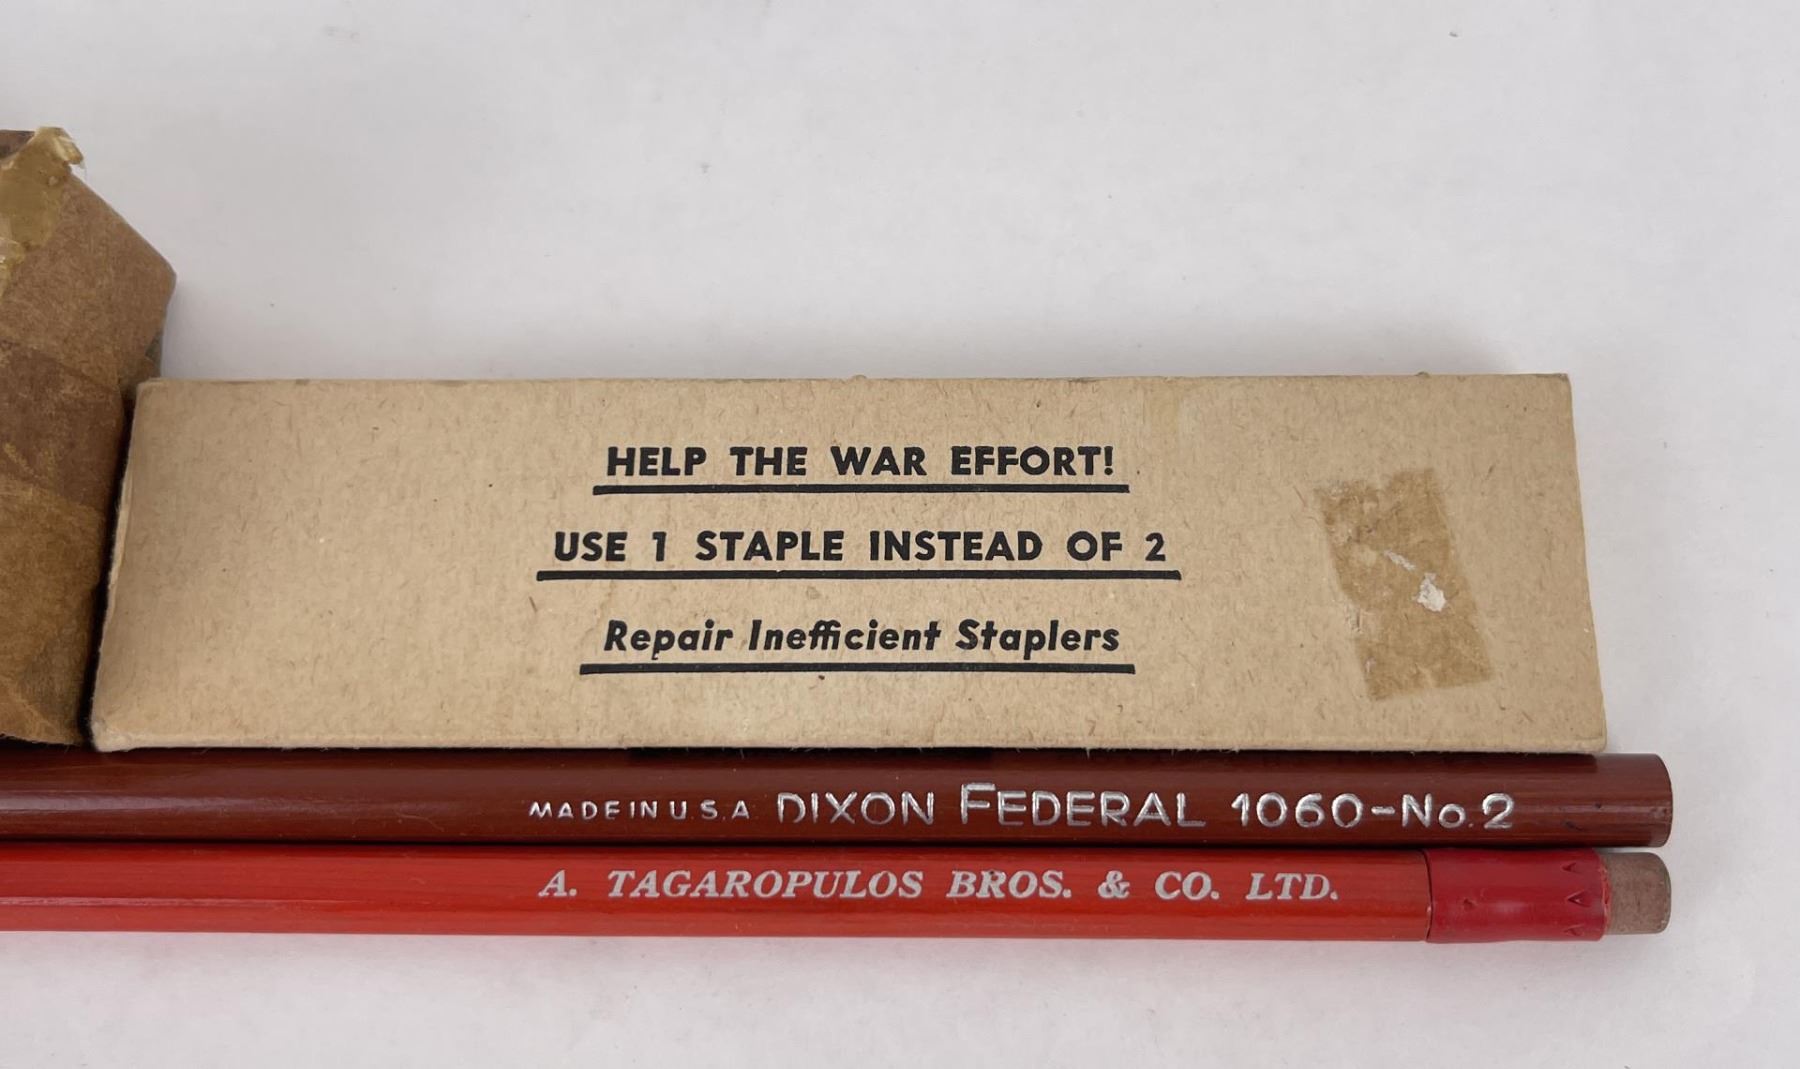 HELP THE WAR EFFORT!
USE 1 STAPLE INSTEAD OF 2
Repair Inefficient Staplers
MADE IN U.S.A. DIXON FEDERAL 1060-No.2
A. TAGAROPULOS BROS. & CO. LTD.